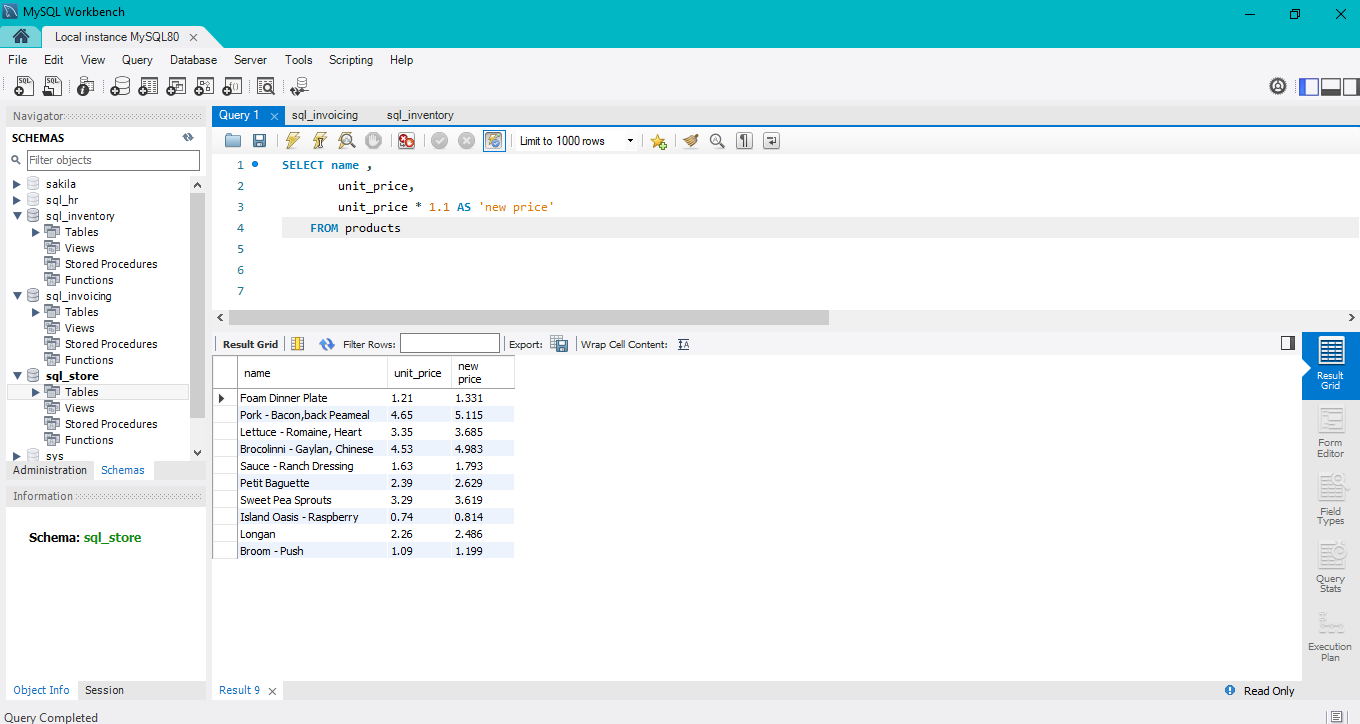 MySQL Workbench
Local instance MySQL80
File Edit View Query Database Server Tools Scripting Help
Navigator
SCHEMAS
Filter objects
sakila
sql_hr
sql_inventory
Tables
Views
Stored Procedures
Functions
sql_invoicing
Tables
Views
Stored Procedures
Functions
sql_store
Tables
Views
Stored Procedures
Functions
sys
Administration Schemas
Information
Schema: sql_store
Object Info Session
Query 1 sql_invoicing sql_inventory
Limit to 1000 rows
1 SELECT name ,
2 unit_price,
3 unit_price * 1.1 AS 'new price'
4 FROM products
5
6
7
Result Grid Filter Rows: Export: Wrap Cell Content:
name unit_price new price
Foam Dinner Plate 1.21 1.331
Pork - Bacon,back Peameal 4.65 5.115
Lettuce - Romaine, Heart 3.35 3.685
Brocolinni - Gaylan, Chinese 4.53 4.983
Sauce - Ranch Dressing 1.63 1.793
Petit Baguette 2.39 2.629
Sweet Pea Sprouts 3.29 3.619
Island Oasis - Raspberry 0.74 0.814
Longan 2.26 2.486
Broom - Push 1.09 1.199
Result
Grid
Form
Editor
Field
Types
Query
Stats
Execution
Plan
Result 9
Read Only
Query Completed